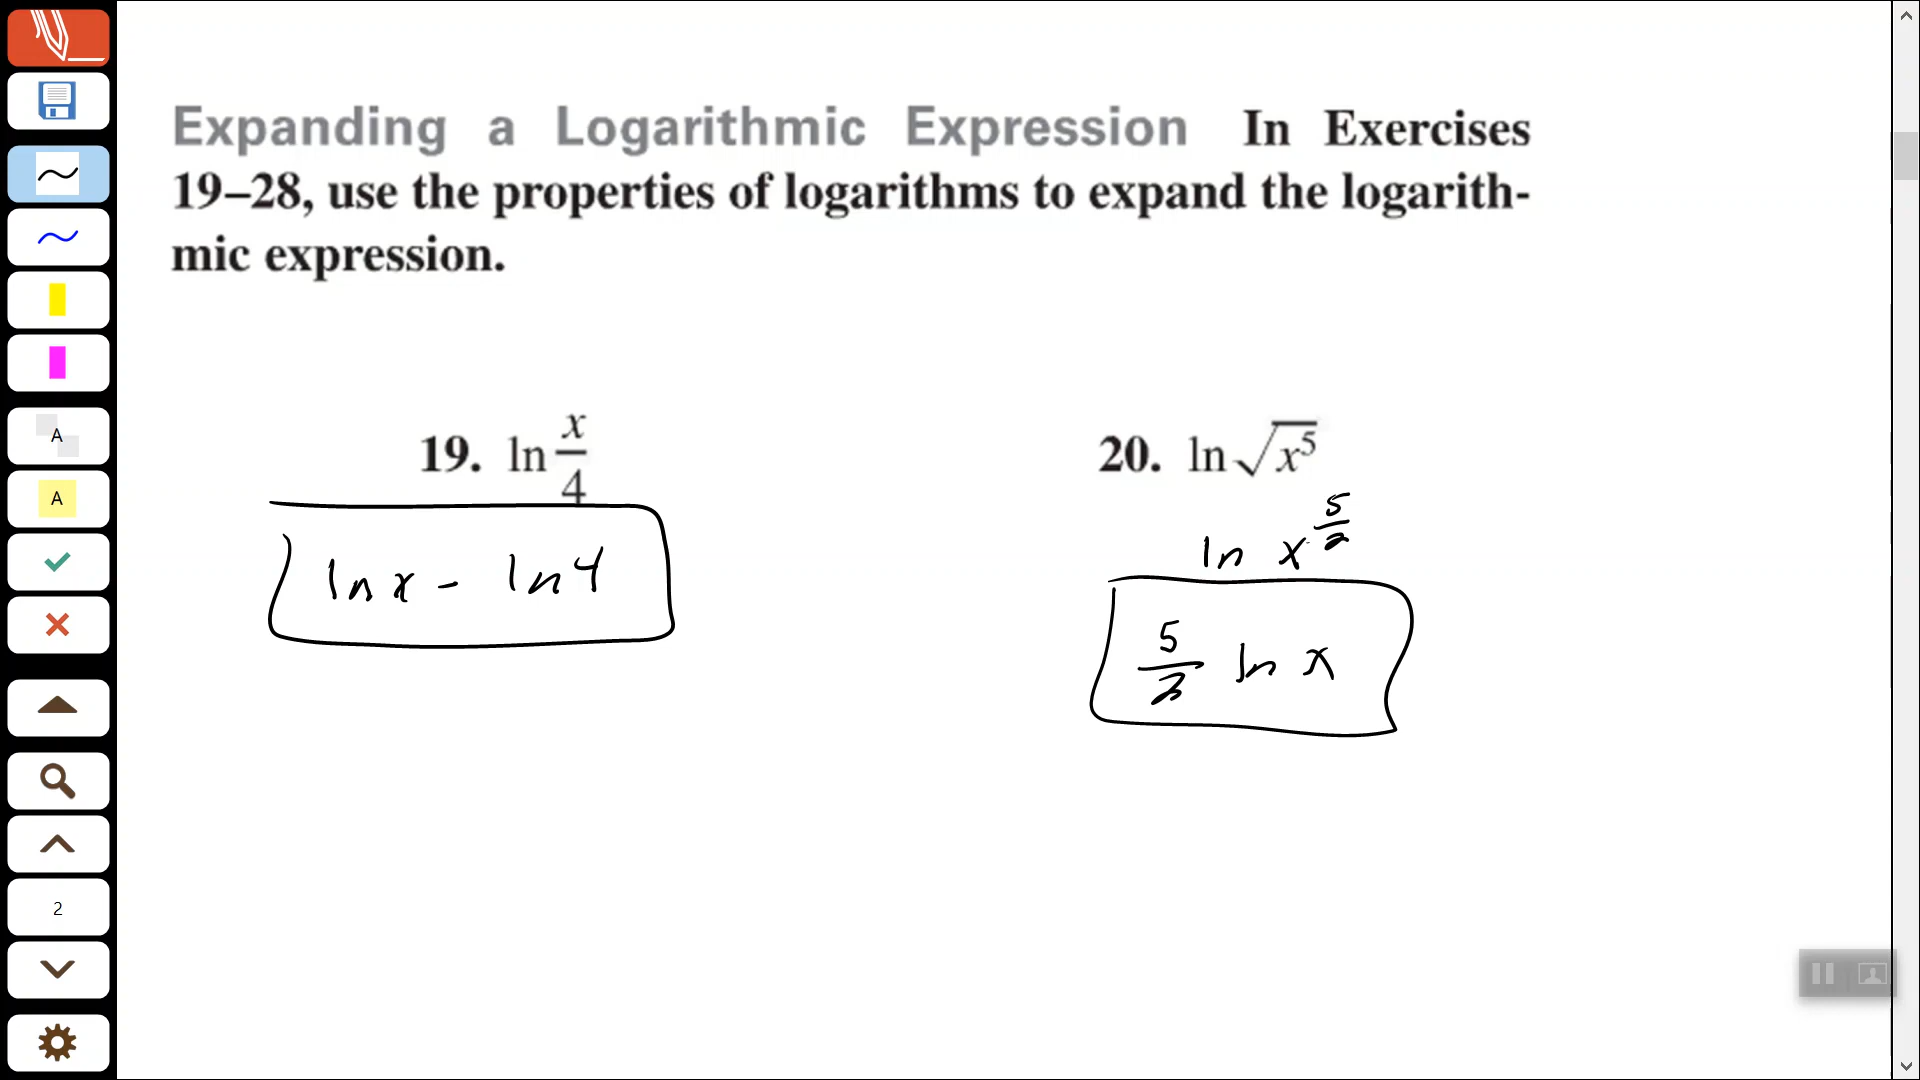 Expanding a Logarithmic Expression In Exercises
19–28, use the properties of logarithms to expand the logarith-
mic expression.
19. ln x/4
ln x - ln 4
20. ln √x⁵
ln x^(5/2)
5/2 ln x
A
A
2